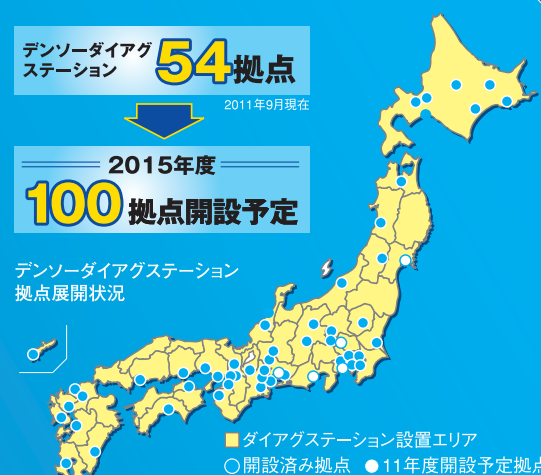 デンソーダイアグ
ステーション
54拠点
2011年9月現在
2015年度
100拠点開設予定
デンソーダイアグステーション
拠点展開状況
ダイアグステーション設置エリア
開設済み拠点
11年度開設予定拠点